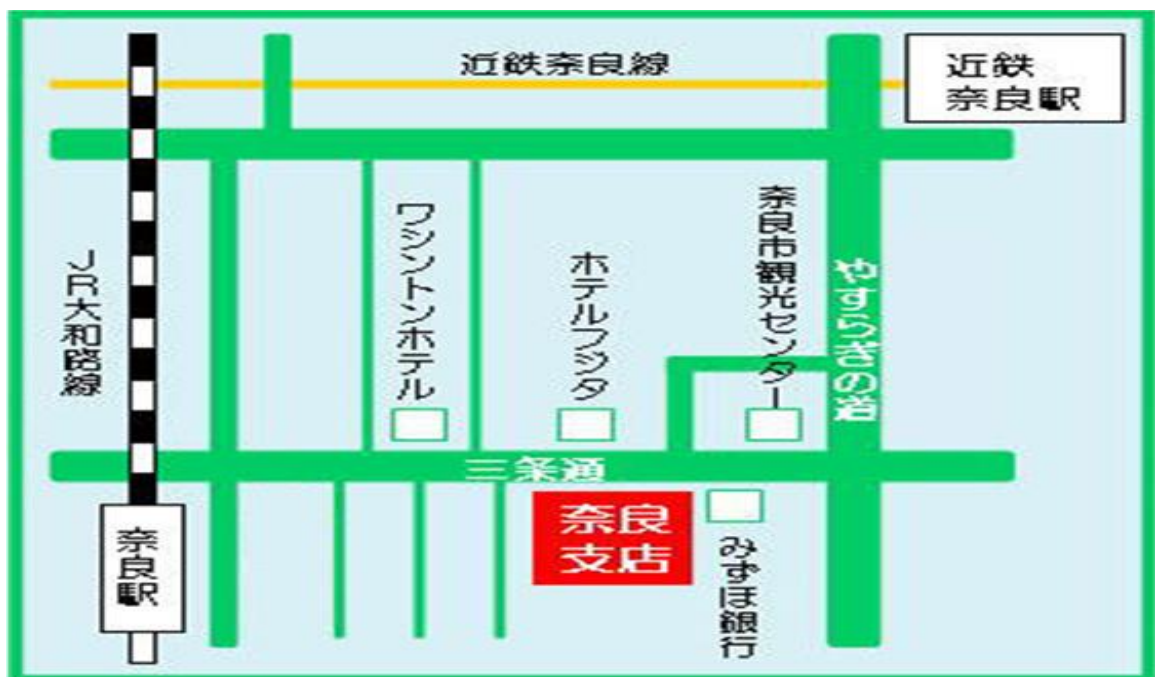 近鉄奈良線
近鉄
奈良駅
JR大和路線
ワシントンホテル
ホテルフジタ
奈良市観光センター
やすらぎの道
三条通
奈良
支店
みずほ銀行
奈良駅